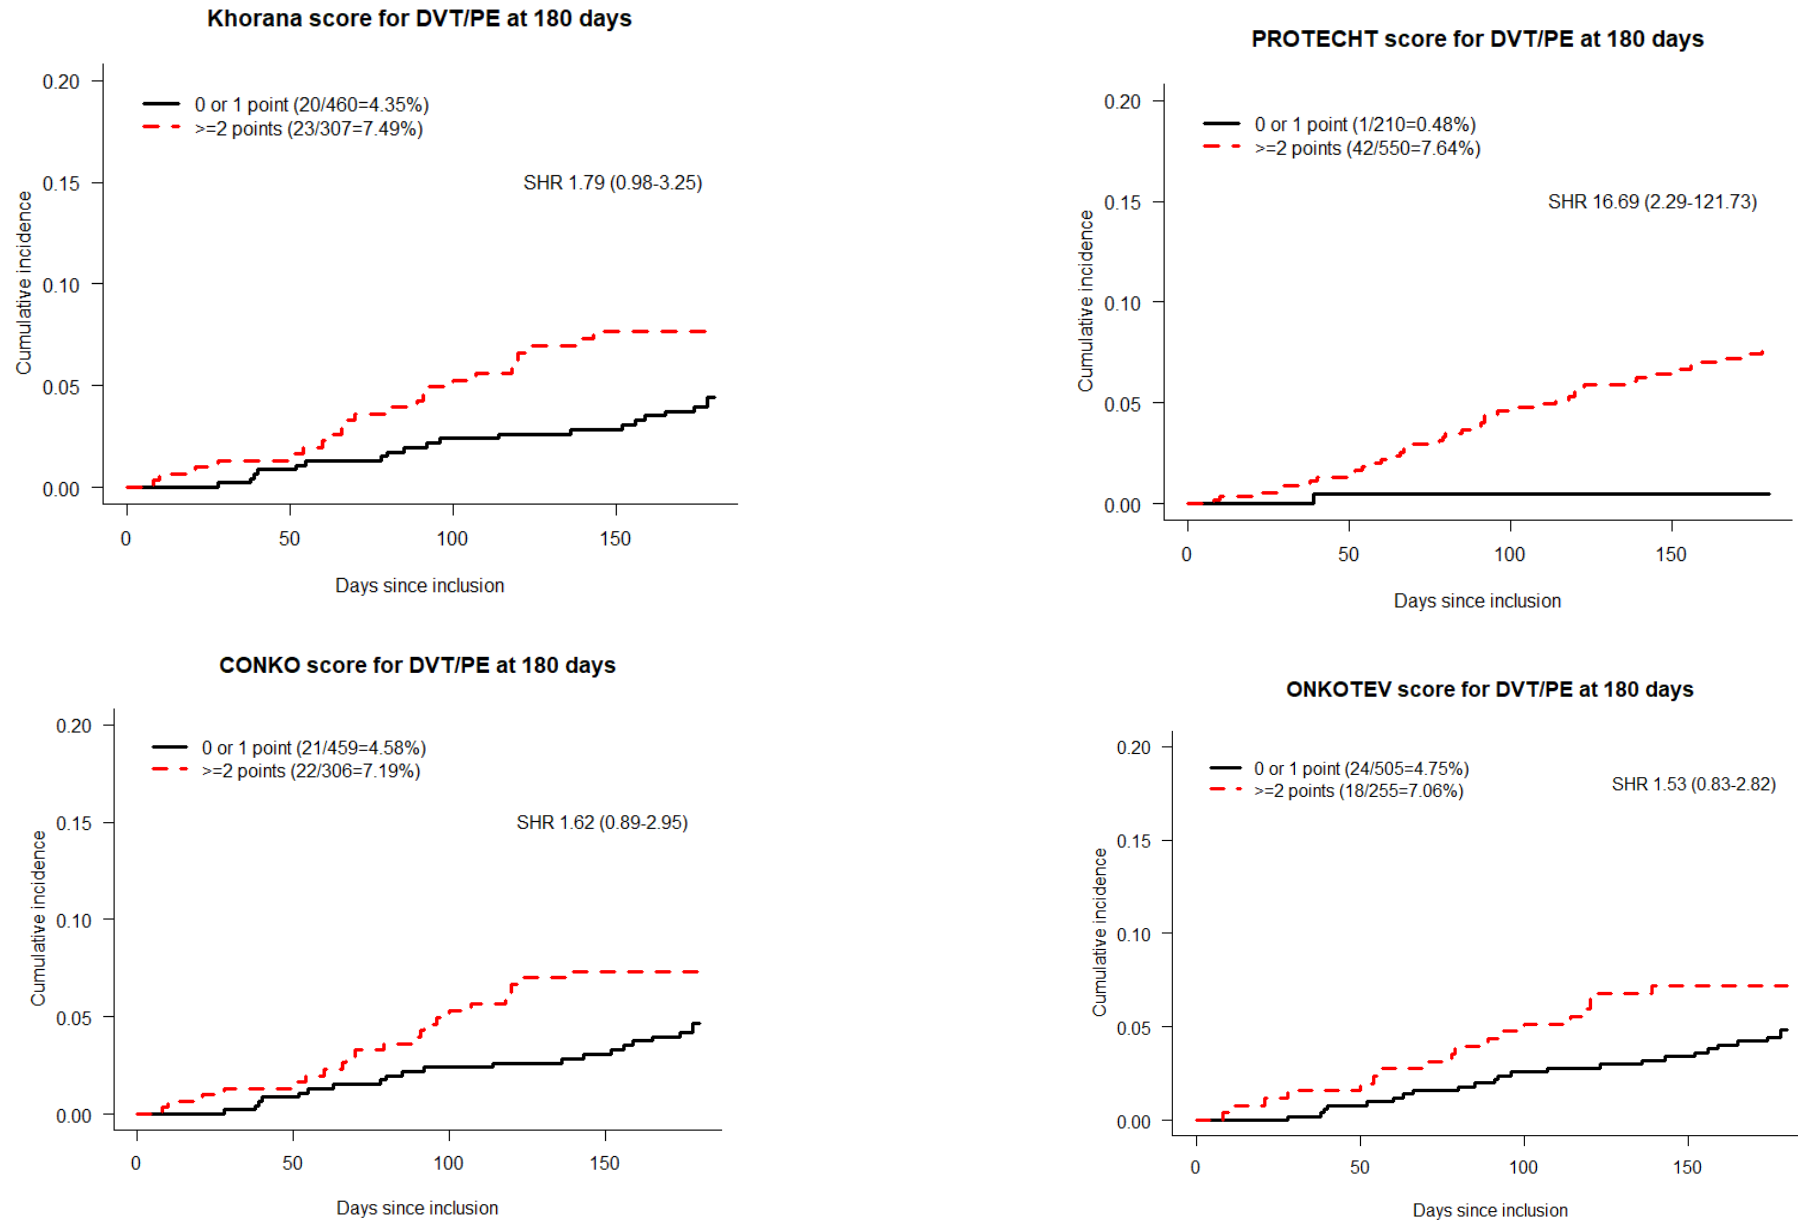 Khorana score for DVT/PE at 180 days
0.20
0.15
0.10
0.05
0.00
Cumulative incidence
0 or 1 point (20/460=4.35%)
>=2 points (23/307=7.49%)
SHR 1.79 (0.98-3.25)
0 50 100 150
Days since inclusion
PROTECHT score for DVT/PE at 180 days
0.20
0.15
0.10
0.05
0.00
Cumulative incidence
0 or 1 point (1/210=0.48%)
>=2 points (42/550=7.64%)
SHR 16.69 (2.29-121.73)
0 50 100 150
Days since inclusion
CONKO score for DVT/PE at 180 days
0.20
0.15
0.10
0.05
0.00
Cumulative incidence
0 or 1 point (21/459=4.58%)
>=2 points (22/306=7.19%)
SHR 1.62 (0.89-2.95)
0 50 100 150
Days since inclusion
ONKOTEV score for DVT/PE at 180 days
0.20
0.15
0.10
0.05
0.00
Cumulative incidence
0 or 1 point (24/505=4.75%)
>=2 points (18/255=7.06%)
SHR 1.53 (0.83-2.82)
0 50 100 150
Days since inclusion